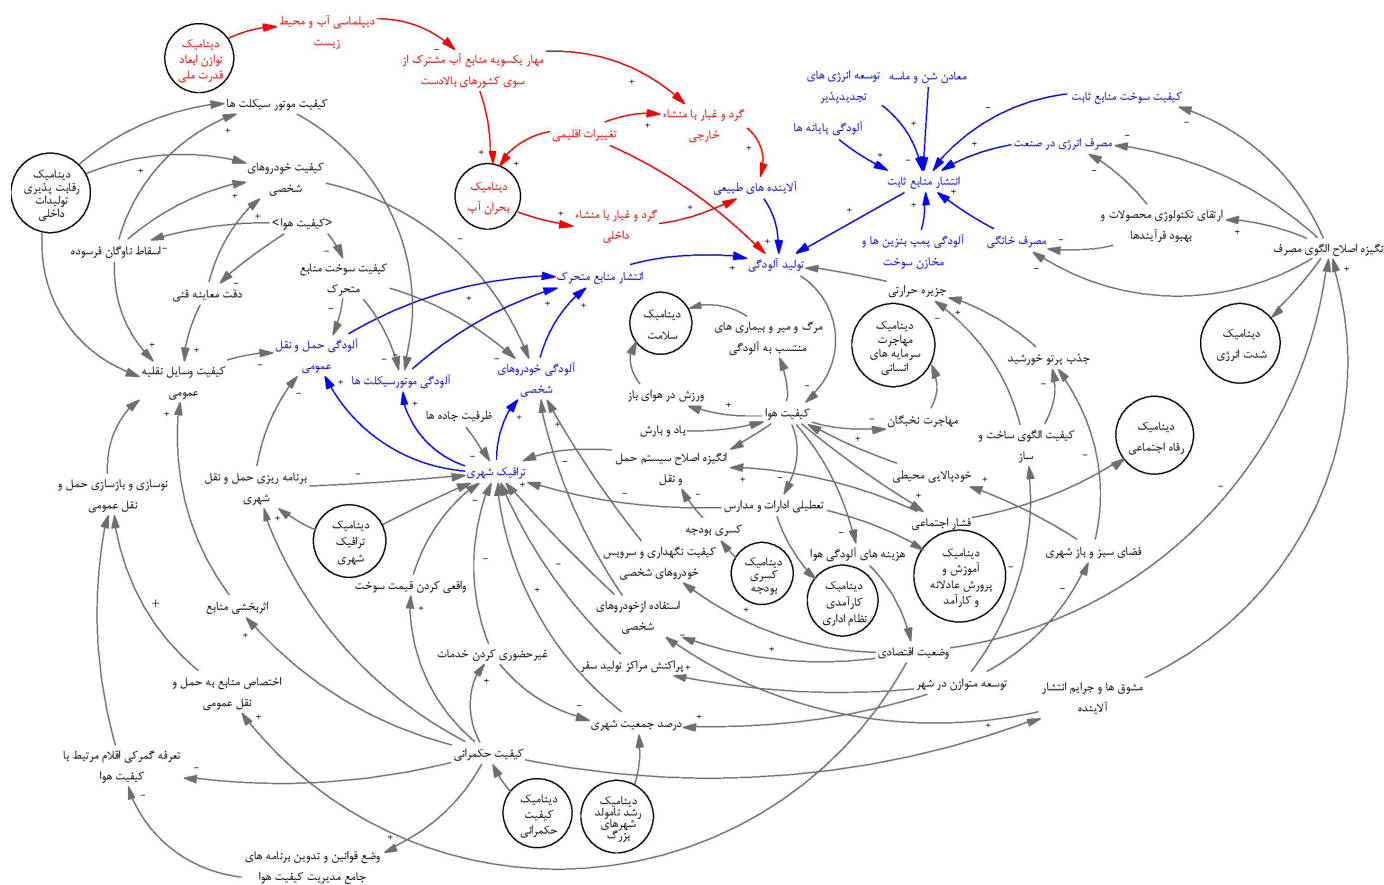 دیپلماسی آب و محیط
زیست
دینامیک
توازن ابعاد
قدرت ملی
مهار یکسویه منابع آب مشترک از
سوی کشورهای بالادست
معادن شن و ماسه
توسعه انرژی های
تجدیدپذیر
کیفیت سوخت منابع ثابت
کیفیت موتور سیکلت ها
گرد و غبار با منشاء
خارجی
تغییرات اقلیمی
آلودگی پایانه ها
مصرف انرژی در صنعت
دینامیک
رقابت پذیری
تولیدات
داخلی
کیفیت خودروهای
شخصی
دینامیک
بحران آب
آلاینده های طبیعی
انتشار منابع ثابت
گرد و غبار با منشاء
داخلی
<کیفیت هوا>
ارتقای تکنولوژی محصولات و
بهبود فرآیندها
اسقاط ناوگان فرسوده
آلودگی پمپ بنزین ها و
مخازن سوخت
مصرف خانگی
نگیزه اصلاح الگوی مصرف
کیفیت سوخت منابع
متحرک
انتشار منابع متحرک
تولید آلودگی
دقت معاینه فنی
جزیره حرارتی
دینامیک
سلامت
مرگ و میر و بیماری های
منتسب به آلودگی
دینامیک
مهاجرت
سرمایه های
انسانی
دینامیک
شدت انرژی
آلودگی حمل و نقل
عمومی
جذب پرتو خورشید
کیفیت وسایل نقلیه
عمومی
آلودگی موتورسیکلت ها
آلودگی خودروهای
شخصی
ورزش در هوای باز
ظرفیت جاده ها
کیفیت هوا
مهاجرت نخبگان
باد و بارش
کیفیت الگوی ساخت و
ساز
دینامیک
رفاه اجتماعی
انگیزه اصلاح سیستم حمل
و نقل
ترافیک شهری
خودپالایی محیطی
برنامه ریزی حمل و نقل
شهری
نوسازی و بازسازی حمل و
نقل عمومی
تعطیلی ادارات و مدارس
فشار اجتماعی
دینامیک
ترافیک
شهری
کسری بودجه
کیفیت نگهداری و سرویس
خودروهای شخصی
هزینه های آلودگی هوا
فضای سبز و باز شهری
دینامیک
کسری
بودجه
دینامیک
کارآمدی
نظام اداری
دینامیک
آموزش و
پرورش عادلانه
و کارآمد
واقعی کردن قیمت سوخت
اثربخشی منابع
استفاده ازخودروهای
شخصی
غیرحضوری کردن خدمات
پراکنش مراکز تولید سفر
وضعیت اقتصادی
توسعه متوازن در شهر
اختصاص منابع به حمل و
نقل عمومی
مشوق ها و جرایم انتشار
آلاینده
درصد جمعیت شهری
کیفیت حکمرانی
تعرفه گمرکی اقلام مرتبط با
کیفیت هوا
دینامیک
کیفیت
حکمرانی
دینامیک
رشد نامولد
شهرهای
بزرگ
وضع قوانین و تدوین برنامه های
جامع مدیریت کیفیت هوا